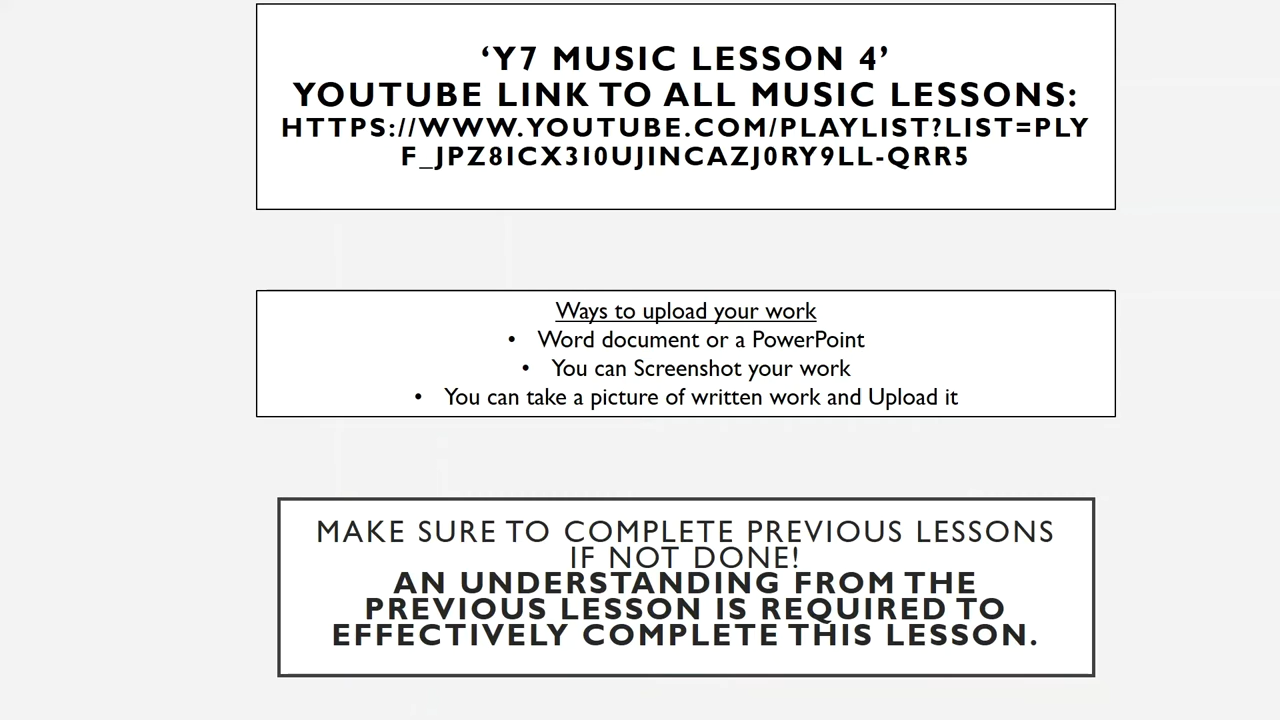 ‘Y7 MUSIC LESSON 4’
YOUTUBE LINK TO ALL MUSIC LESSONS:
HTTPS://WWW.YOUTUBE.COM/PLAYLIST?LIST=PLY
F_JPZ8ICX3I0UJINCAZJ0RY9LL-QRR5
Ways to upload your work
• Word document or a PowerPoint
• You can Screenshot your work
• You can take a picture of written work and Upload it
MAKE SURE TO COMPLETE PREVIOUS LESSONS
IF NOT DONE!
AN UNDERSTANDING FROM THE
PREVIOUS LESSON IS REQUIRED TO
EFFECTIVELY COMPLETE THIS LESSON.